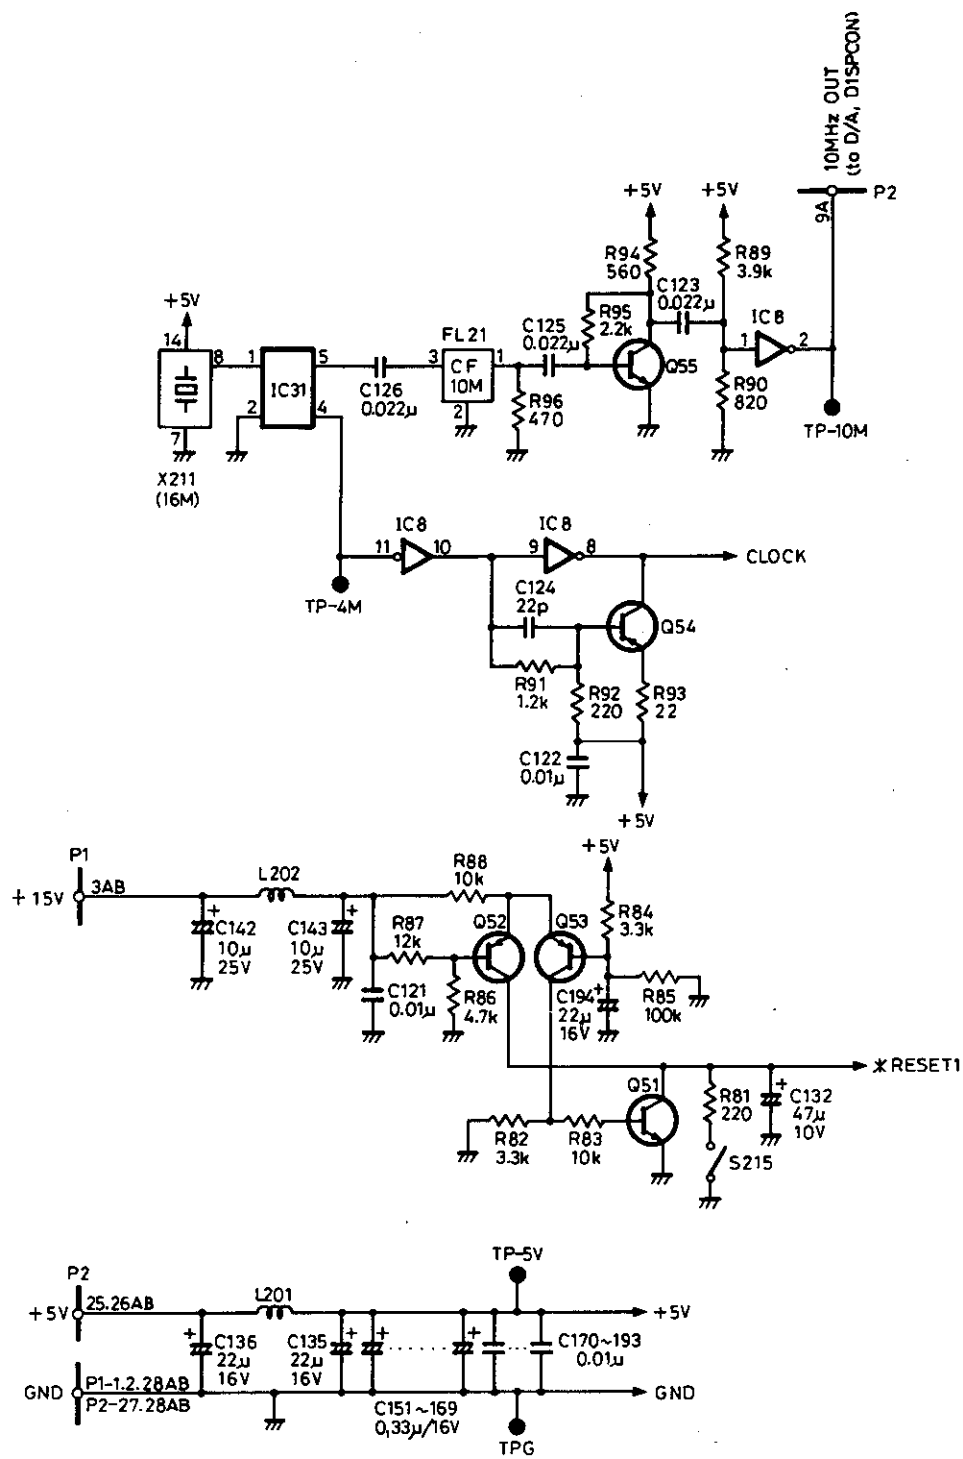 10MHz OUT
(to D/A, D1SPCON)
P2
9A
+5V
+5V
R94
560
R89
3.9k
C123
0.022μ
R95
2.2k
IC8
1
2
Q55
R90
820
TP-10M
+5V
14
8
7
X211
(16M)
1
5
IC31
2
4
C126
0.022μ
FL21
3
CF
10M
1
2
C125
0.022μ
R96
470
IC8
11
10
TP-4M
IC8
9
8
CLOCK
C124
22p
Q54
R91
1.2k
R92
220
R93
22
C122
0.01μ
+5V
P1
+15V
3AB
L202
+
C142
10μ
25V
+
C143
10μ
25V
R88
10k
R87
12k
C121
0.01μ
R86
4.7k
Q52
Q53
+5V
R84
3.3k
C194
+
22μ
16V
R85
100k
*RESET1
Q51
R82
3.3k
R83
10k
R81
220
S215
+
C132
47μ
10V
P2
+5V
25.26AB
L201
TP-5V
+5V
+
C136
22μ
16V
C135
22μ
16V
+
+
+
C170~193
0.01μ
GND
P1-1.2.28AB
P2-27.28AB
C151~169
0,33μ/16V
GND
TPG